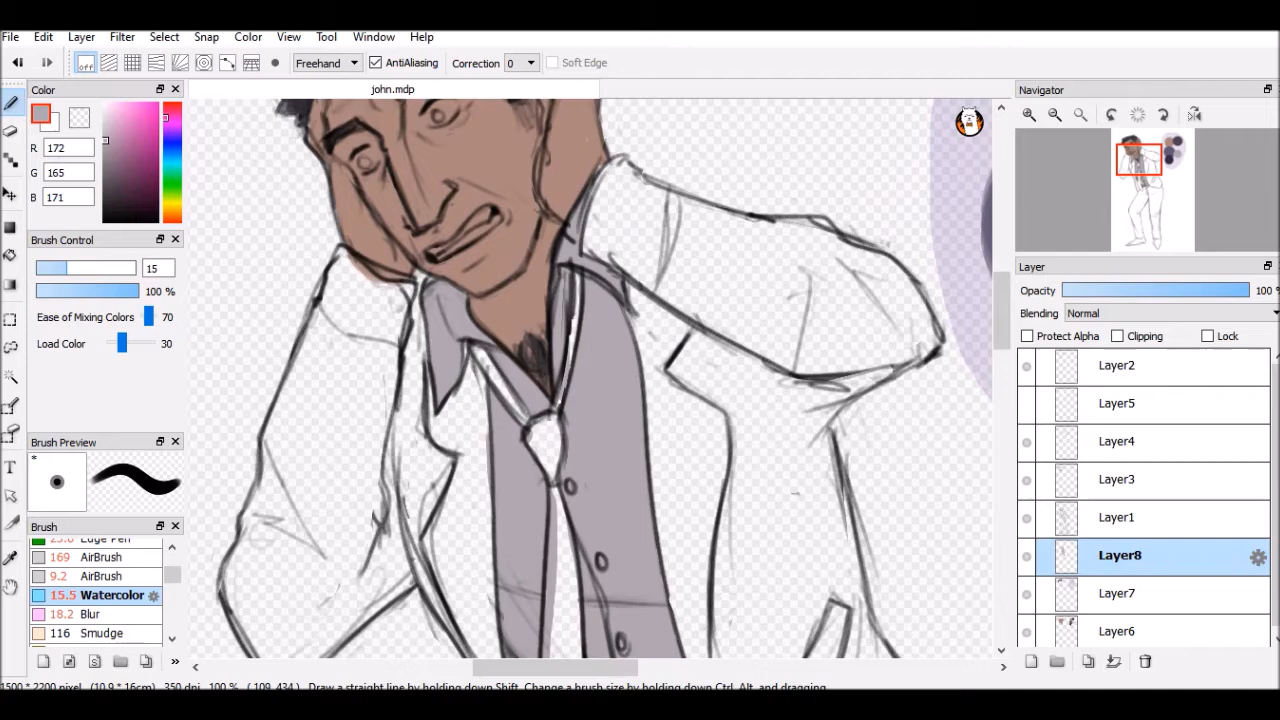 File Edit Layer Filter Select Snap Color View Tool Window Help
off Freehand AntiAliasing Correction 0 Soft Edge
Color john.mdp Navigator
R 172
G 165
B 171
Brush Control
15
100 %
Ease of Mixing Colors 70
Load Color 30
Brush Preview
*
Brush
25.6 Edge Pen
169 AirBrush
9.2 AirBrush
15.5 Watercolor
18.2 Blur
116 Smudge
Layer
Opacity 100 %
Blending Normal
Protect Alpha Clipping Lock
Layer2
Layer5
Layer4
Layer3
Layer1
Layer8
Layer7
Layer6
1500 * 2200 pixel (10.9 * 16cm) 350 dpi 100 % ( 109, 434 ) Draw a straight line by holding down Shift, Change a brush size by holding down Ctrl, Alt, and dragging